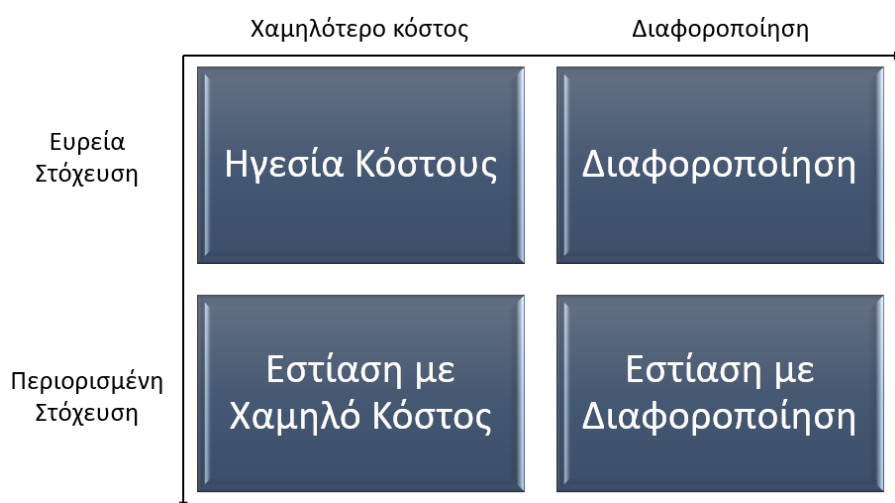 Χαμηλότερο κόστος
Διαφοροποίηση
Ευρεία
Στόχευση
Ηγεσία Κόστους
Διαφοροποίηση
Περιορισμένη
Στόχευση
Εστίαση με
Χαμηλό Κόστος
Εστίαση με
Διαφοροποίηση